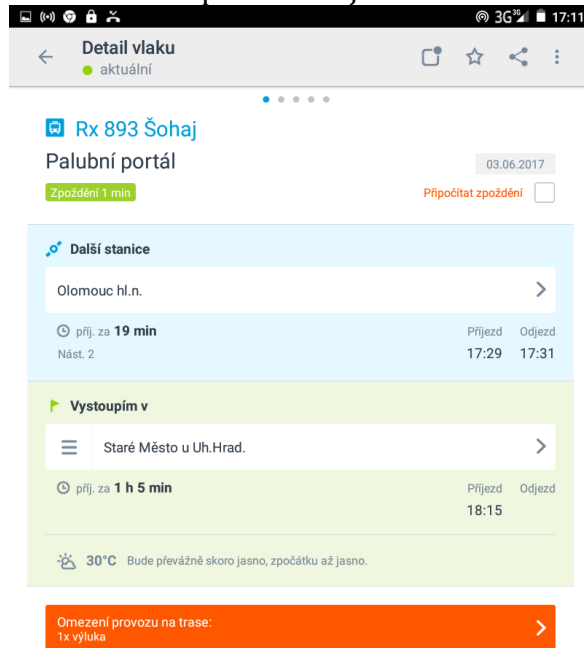 3G 3G 17:11
Detail vlaku
aktuální
Rx 893 Šohaj
Palubní portál
03.06.2017
Zpoždění 1 min
Připočítat zpoždění
Další stanice
Olomouc hl.n.
příj. za 19 min
Příjezd Odjezd
Nást. 2
17:29 17:31
Vystoupím v
Staré Město u Uh.Hrad.
příj. za 1 h 5 min
Příjezd Odjezd
18:15
30°C Bude převážně skoro jasno, zpočátku až jasno.
Omezení provozu na trase:
1x výluka